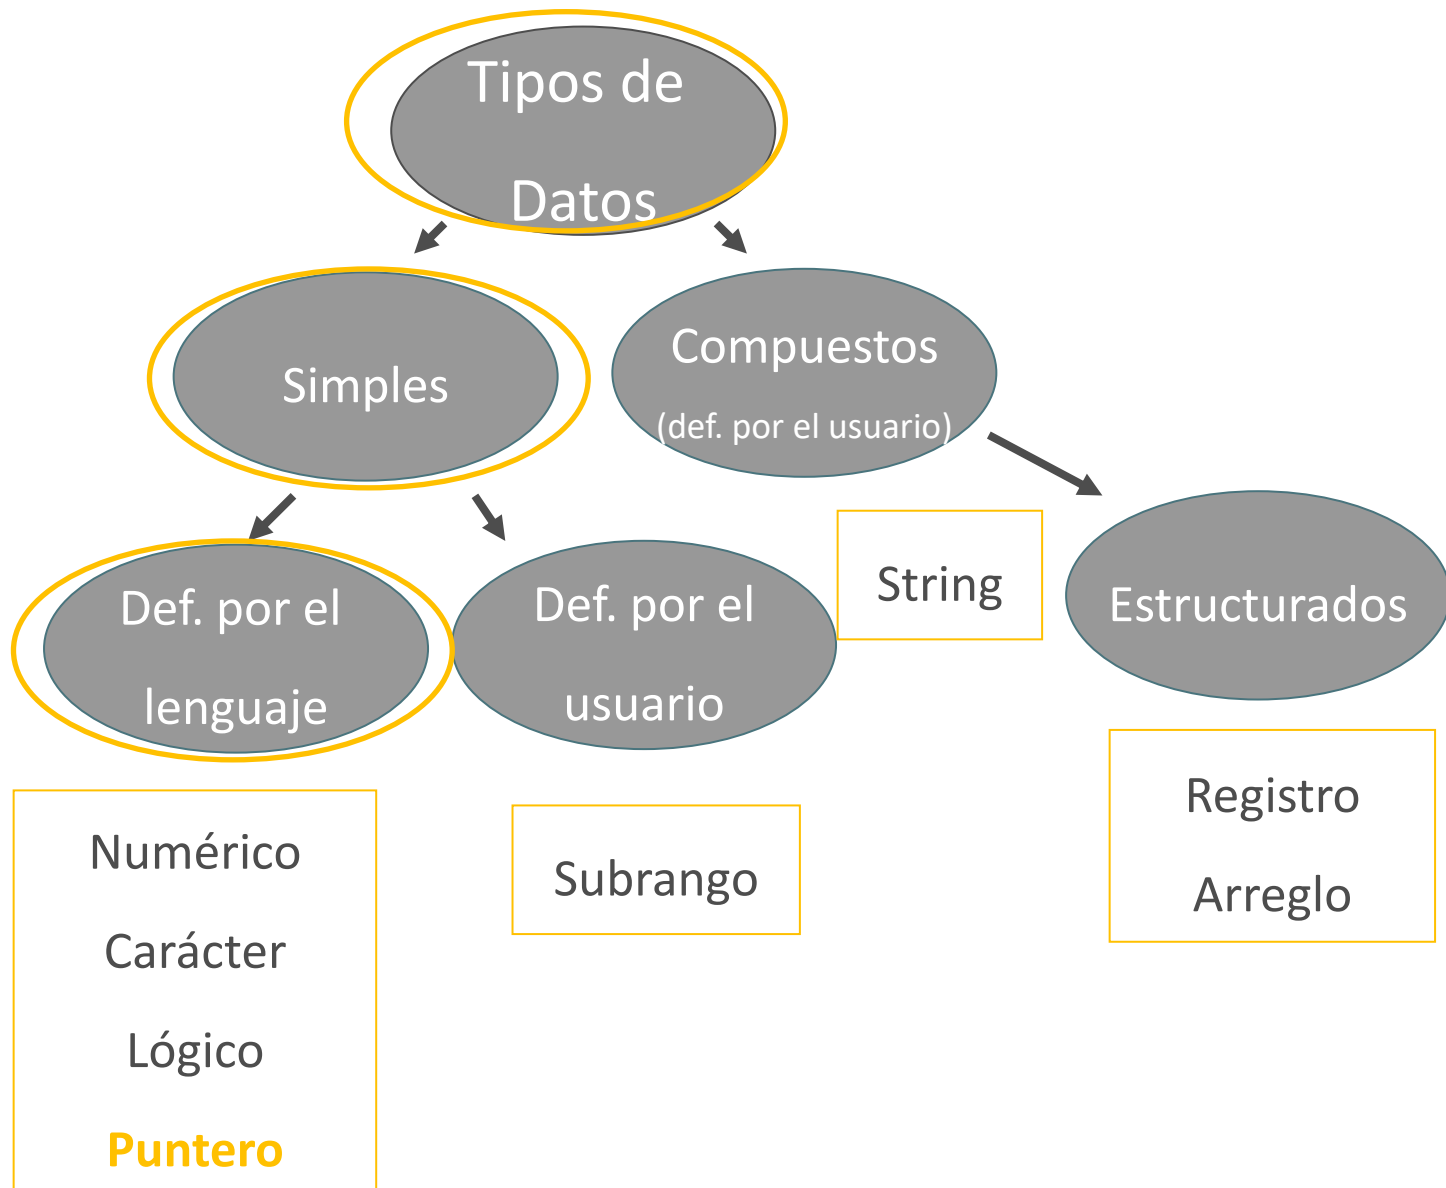 Tipos de
Datos
Simples
Compuestos
(def. por el usuario)
Def. por el
lenguaje
Def. por el
usuario
String
Estructurados
Numérico
Carácter
Lógico
Puntero
Subrango
Registro
Arreglo